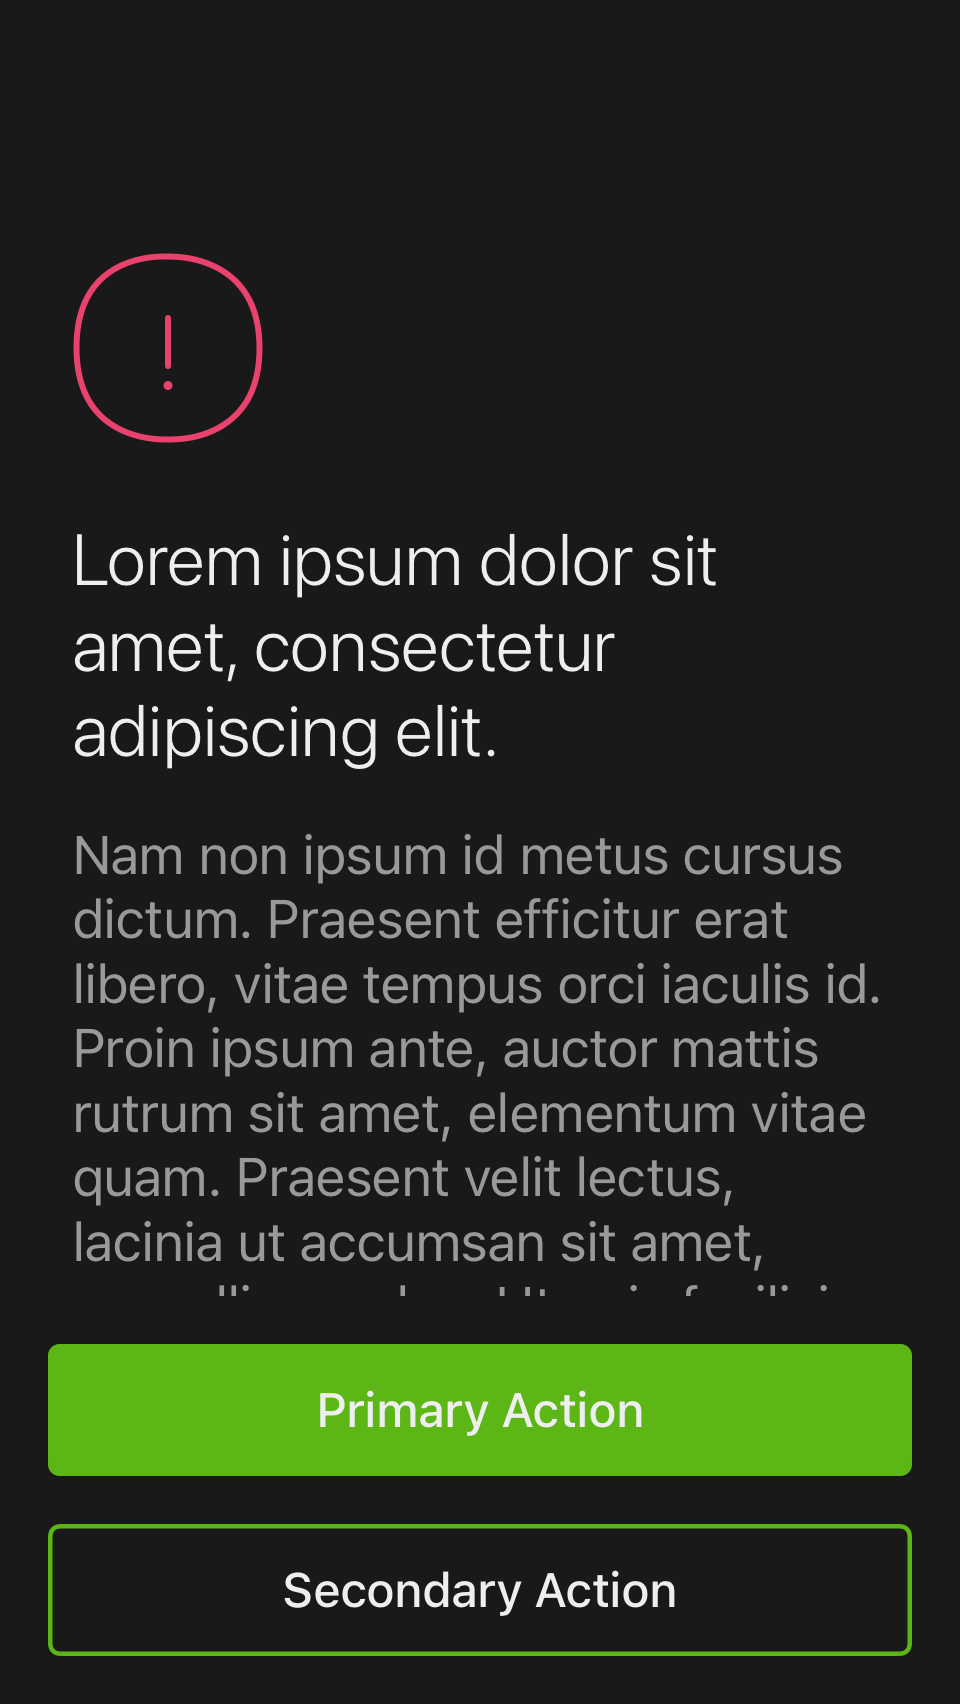 Lorem ipsum dolor sit
amet, consectetur
adipiscing elit.
Nam non ipsum id metus cursus
dictum. Praesent efficitur erat
libero, vitae tempus orci iaculis id.
Proin ipsum ante, auctor mattis
rutrum sit amet, elementum vitae
quam. Praesent velit lectus,
lacinia ut accumsan sit amet,
Primary Action
Secondary Action